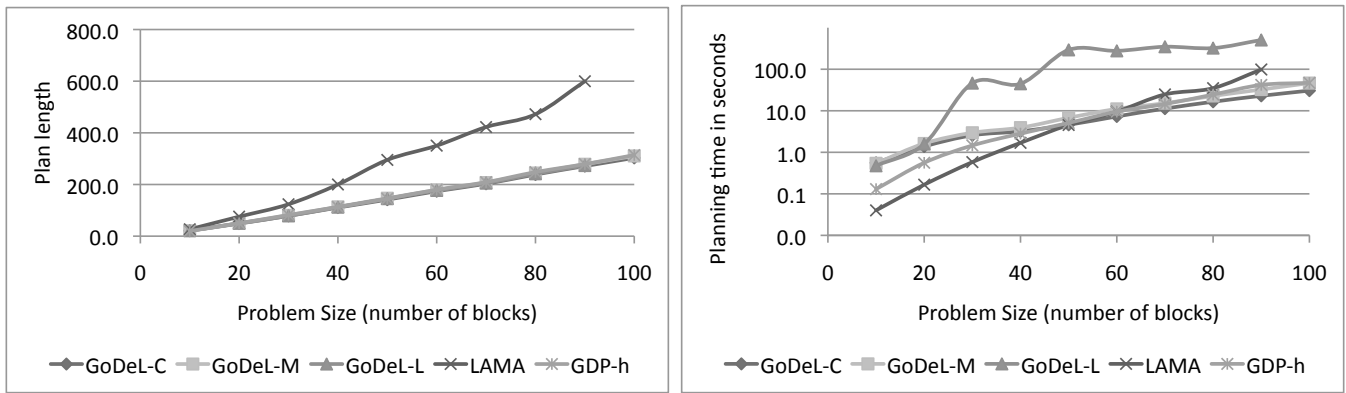 Plan length
800.0
600.0
400.0
200.0
0.0
0 20 40 60 80 100
Problem Size (number of blocks)
GoDeL-C GoDeL-M GoDeL-L LAMA GDP-h
Planning time in seconds
100.0
10.0
1.0
0.1
0.0
0 20 40 60 80 100
Problem Size (number of blocks)
GoDeL-C GoDeL-M GoDeL-L LAMA GDP-h